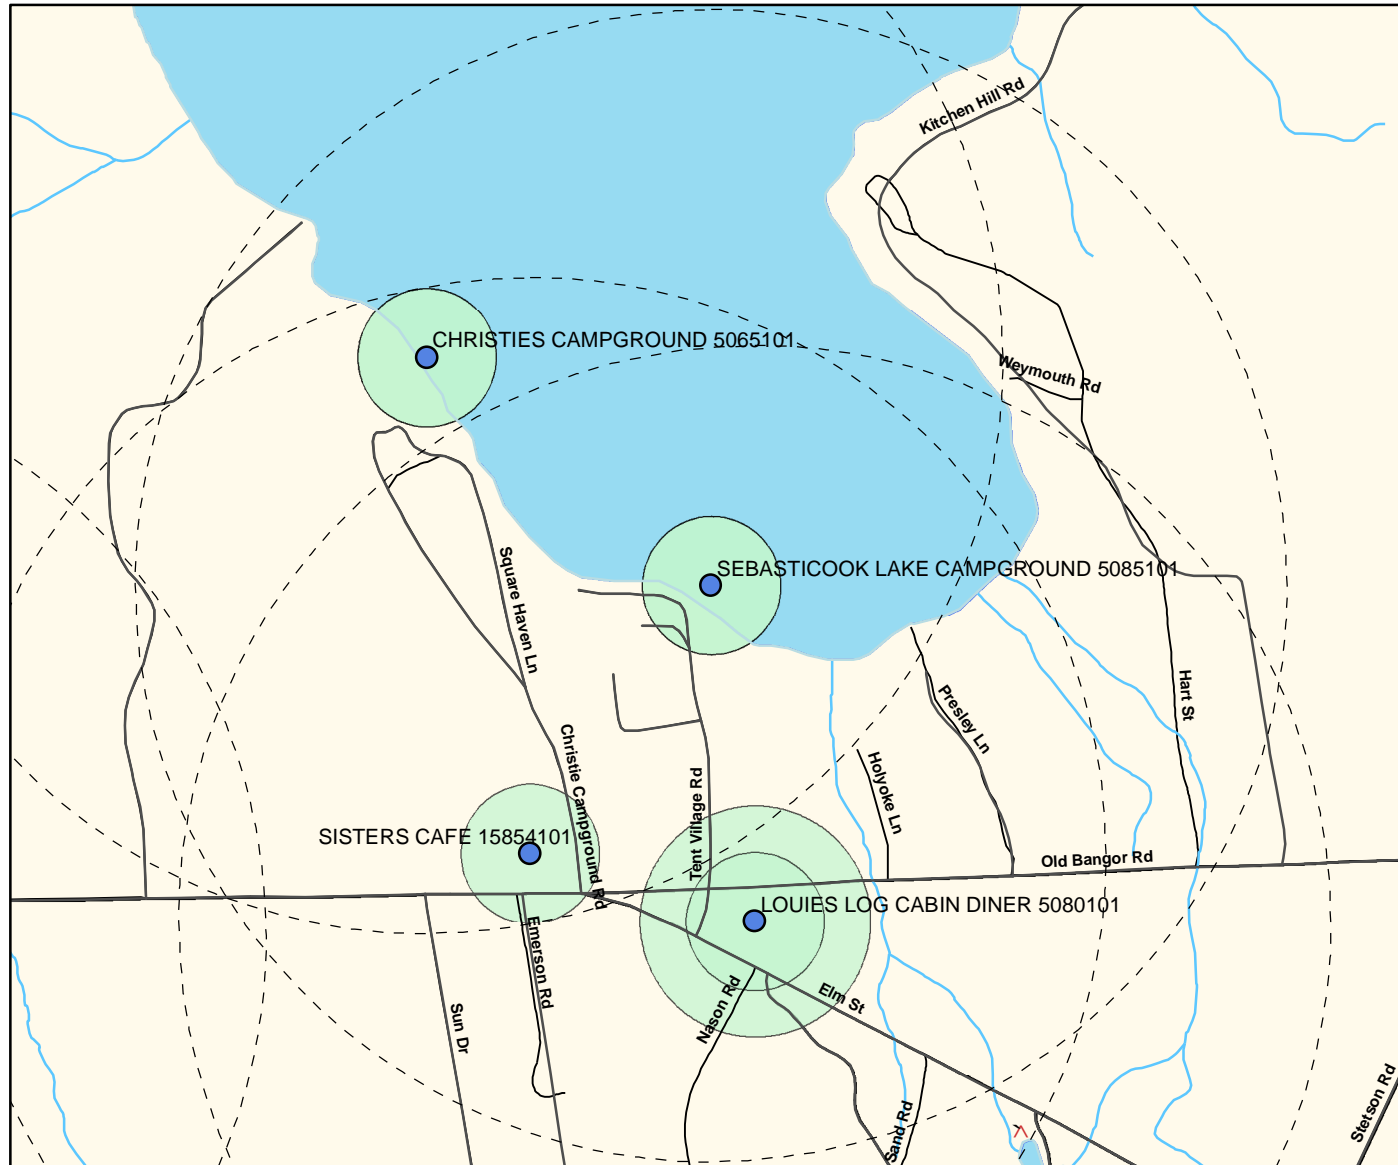 Kitchen Hill Rd
CHRISTIES CAMPGROUND 5065101
Weymouth Rd
SEBASTICOOK LAKE CAMPGROUND 5085101
Square Haven Ln
Hart St
Presley Ln
Christie Campground Rd
Tent Village Rd
Holyoke Ln
SISTERS CAFE 15854101
Old Bangor Rd
LOUIES LOG CABIN DINER 5080101
Emerson Rd
Sun Dr
Nason Rd
Elm St
Sand Rd
Stetson Rd